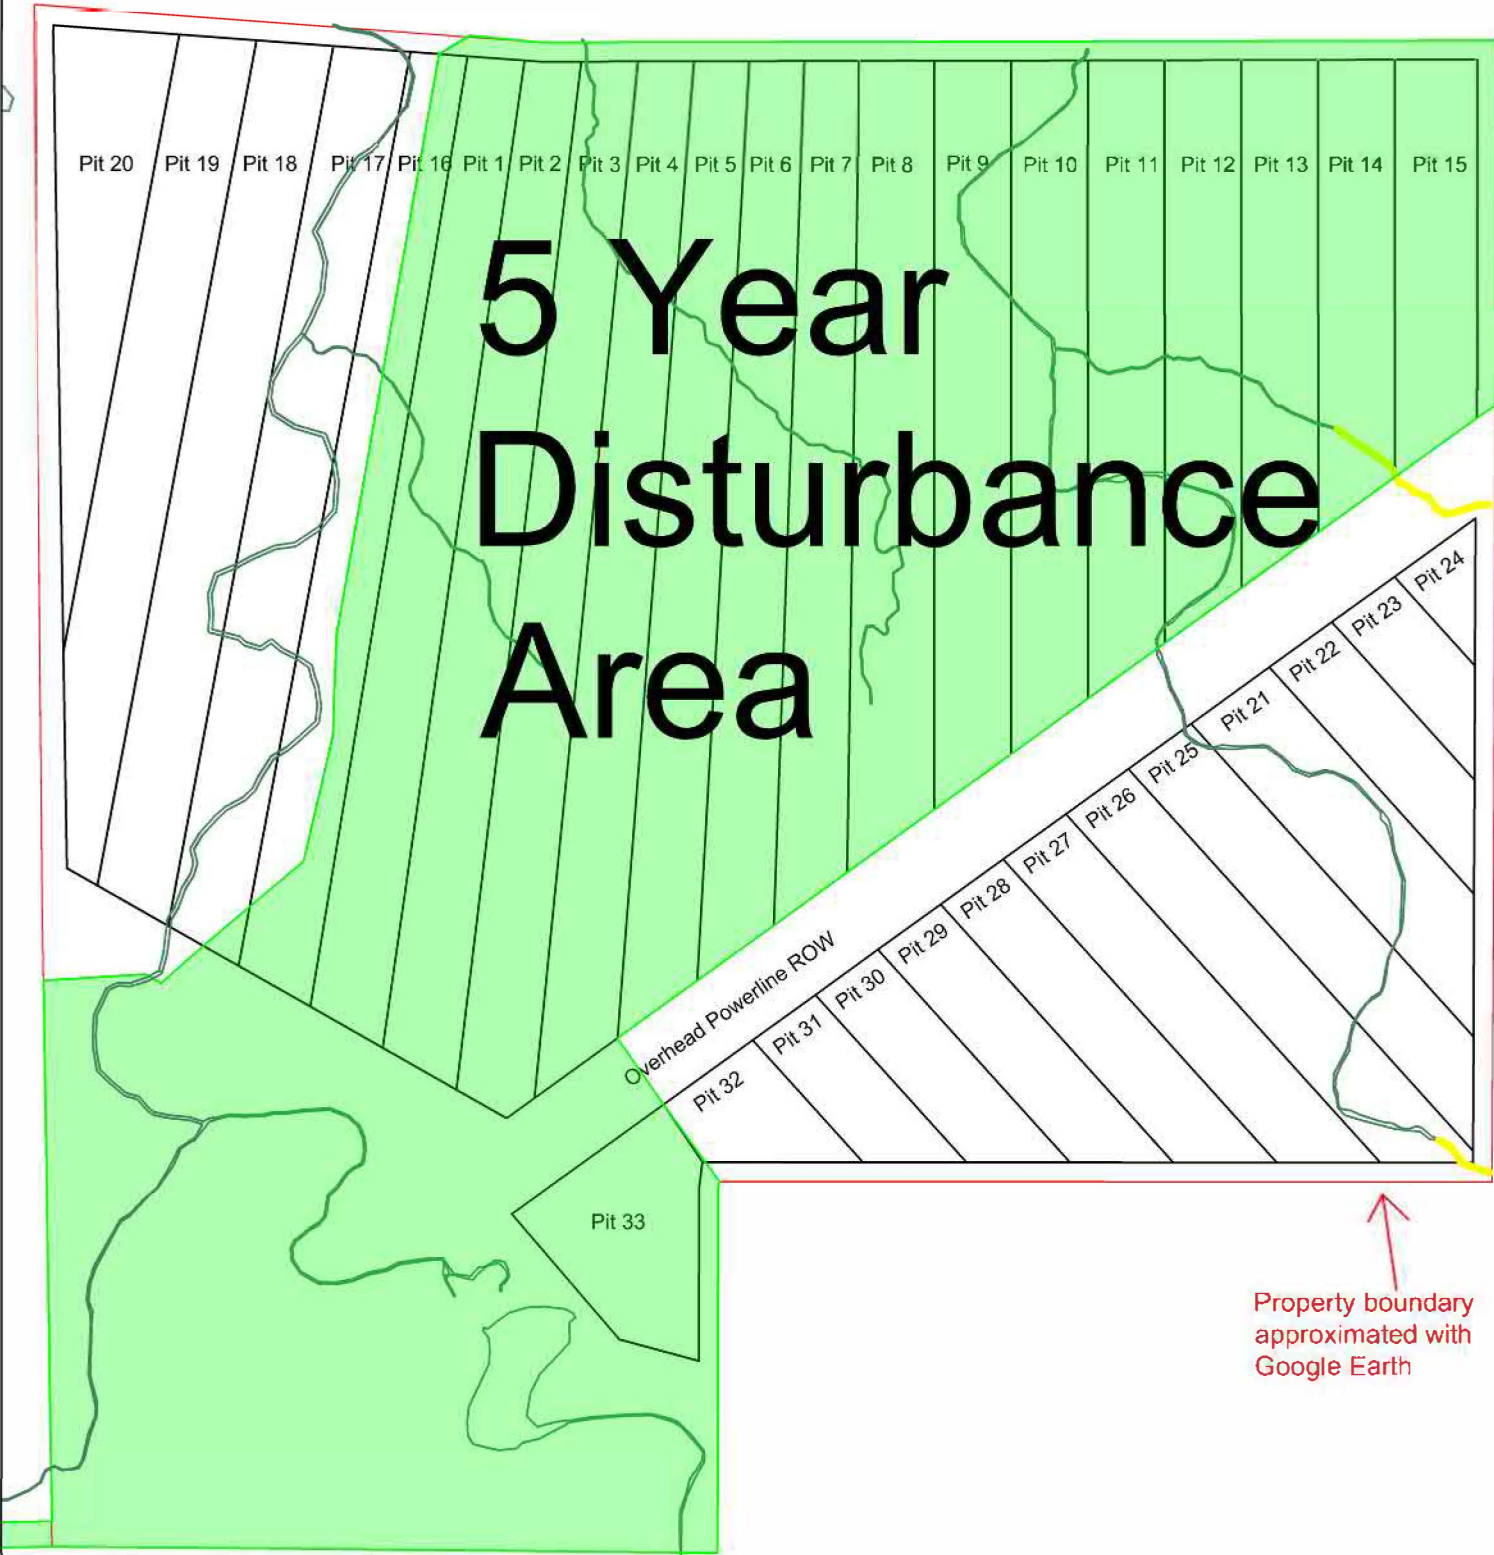 Pit 20 Pit 19 Pit 18 Pit 17 Pit 16 Pit 1 Pit 2 Pit 3 Pit 4 Pit 5 Pit 6 Pit 7 Pit 8 Pit 9 Pit 10 Pit 11 Pit 12 Pit 13 Pit 14 Pit 15
5 Year
Disturbance
Area
Pit 24
Pit 23
Pit 22
Pit 21
Pit 25
Pit 26
Pit 27
Pit 28
Pit 29
Pit 30
Pit 31
Pit 32
Overhead Powerline ROW
Pit 33
Property boundary
approximated with
Google Earth